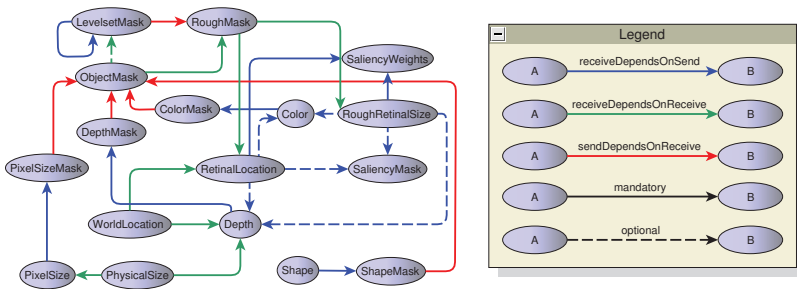 LevelsetMask
RoughMask
ObjectMask
SaliencyWeights
ColorMask
Color
RoughRetinalSize
DepthMask
PixelSizeMask
RetinalLocation
SaliencyMask
WorldLocation
Depth
PixelSize
PhysicalSize
Shape
ShapeMask
Legend
A receiveDependsOnSend B
A receiveDependsOnReceive B
A sendDependsOnReceive B
A mandatory B
A optional B